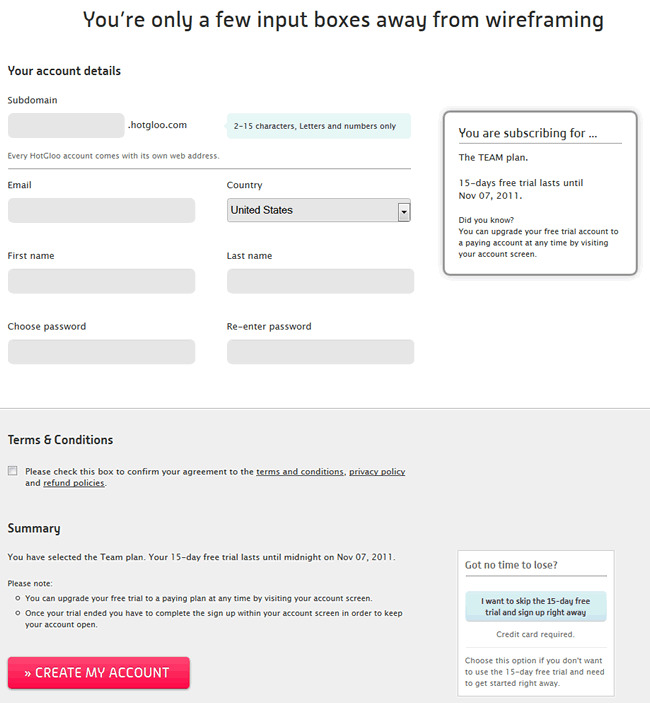 You're only a few input boxes away from wireframing
Your account details
Subdomain
.hotgloo.com
2-15 characters, Letters and numbers only
Every HotGloo account comes with its own web address.
Email
Country
United States
First name
Last name
Choose password
Re-enter password
You are subscribing for ...
The TEAM plan.
15-days free trial lasts until
Nov 07, 2011.
Did you know?
You can upgrade your free trial account to
a paying account at any time by visiting
your account screen.
Terms & Conditions
Please check this box to confirm your agreement to the terms and conditions, privacy policy
and refund policies.
Summary
You have selected the Team plan. Your 15-day free trial lasts until midnight on Nov 07, 2011.
Please note:
You can upgrade your free trial to a paying plan at any time by visiting your account screen.
Once your trial ended you have to complete the sign up within your account screen in order to keep
your account open.
» CREATE MY ACCOUNT
Got no time to lose?
I want to skip the 15-day free
trial and sign up right away
Credit card required.
Choose this option if you don't want
to use the 15-day free trial and need
to get started right away.